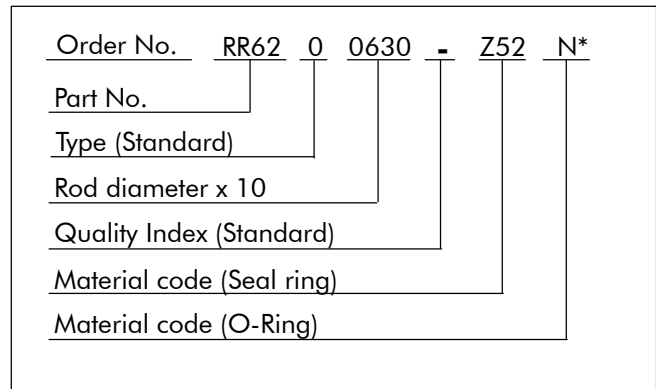 Order No. RR62 0 0630 - Z52 N*
Part No.
Type (Standard)
Rod diameter x 10
Quality Index (Standard)
Material code (Seal ring)
Material code (O-Ring)